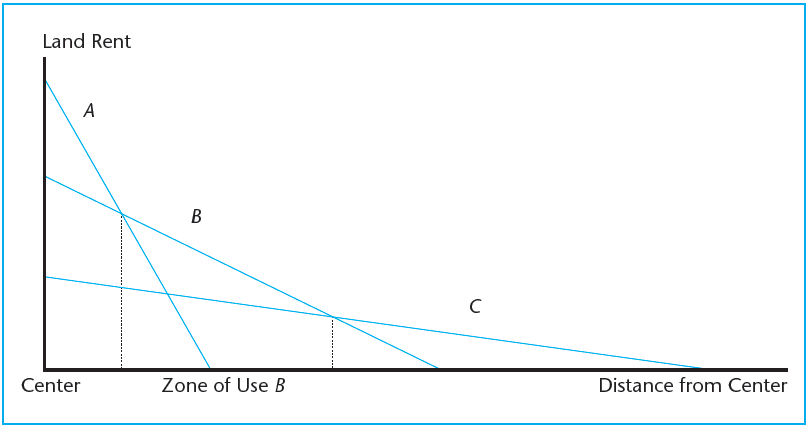 Land Rent
A
B
C
Center
Zone of Use B
Distance from Center